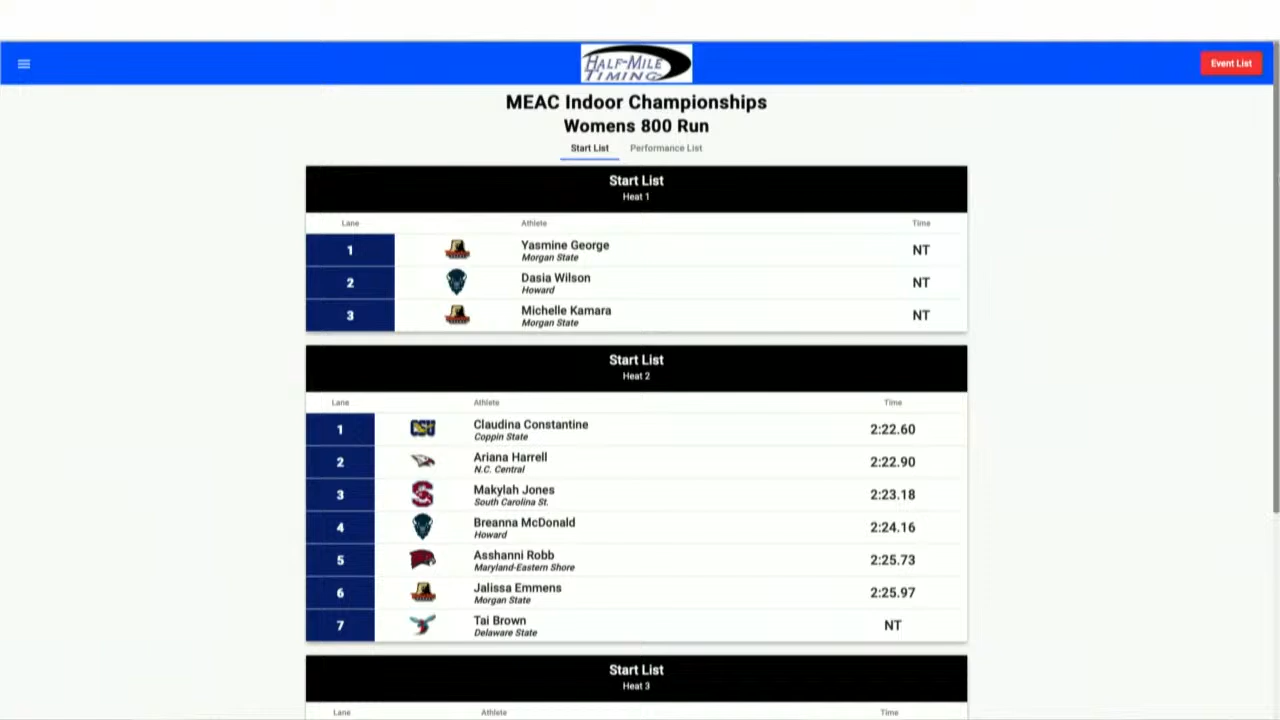 HALF-MILE
TIMING
Event List
MEAC Indoor Championships
Womens 800 Run
Start List Performance List
Start List
Heat 1
Lane Athlete Time
1 Yasmine George NT
Morgan State
2 Dasia Wilson NT
Howard
3 Michelle Kamara NT
Morgan State
Start List
Heat 2
Lane Athlete Time
1 CSU Claudina Constantine 2:22.60
Coppin State
2 Ariana Harrell 2:22.90
N.C. Central
3 Makylah Jones 2:23.18
South Carolina St.
4 Breanna McDonald 2:24.16
Howard
5 Asshanni Robb 2:25.73
Maryland-Eastern Shore
6 Jalissa Emmens 2:25.97
Morgan State
7 Tai Brown NT
Delaware State
Start List
Heat 3
Lane Athlete Time